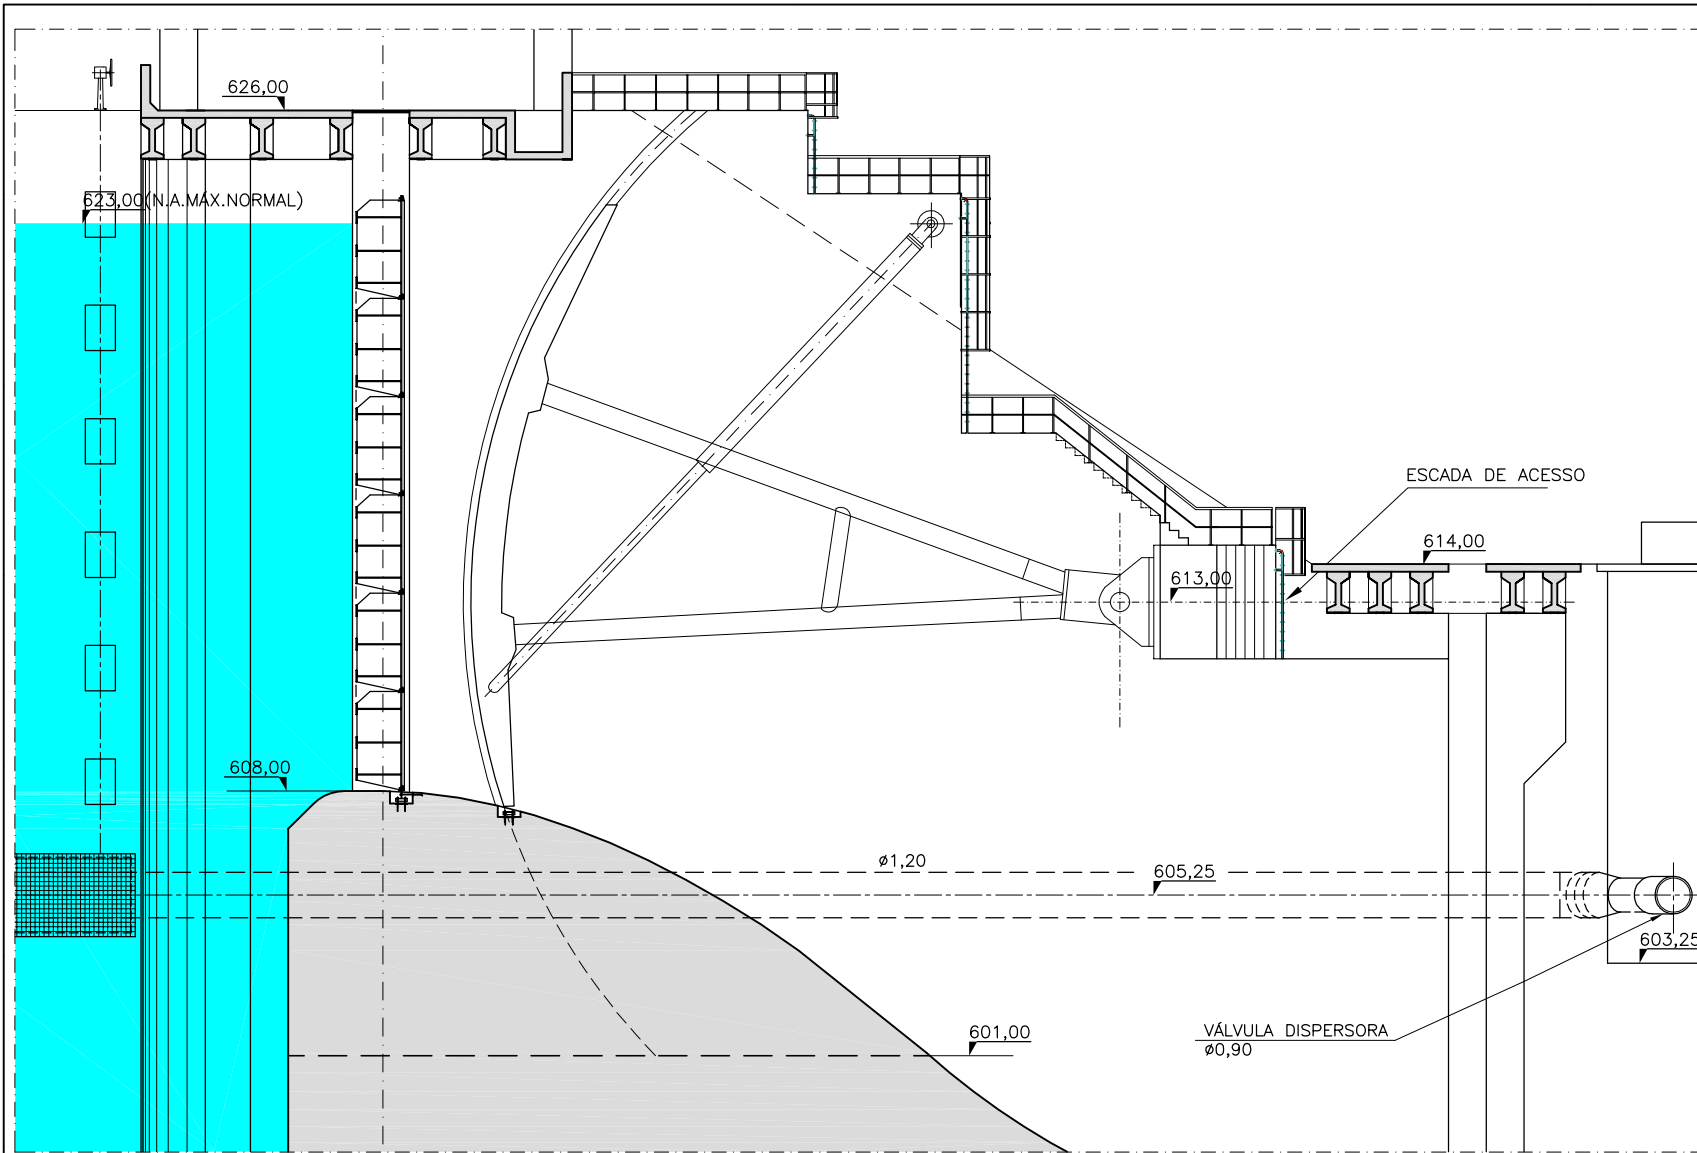 626,00
623,00(N.A.MÁX.NORMAL)
ESCADA DE ACESSO
614,00
613,00
608,00
ø1,20
605,25
603,25
601,00
VÁLVULA DISPERSORA
ø0,90